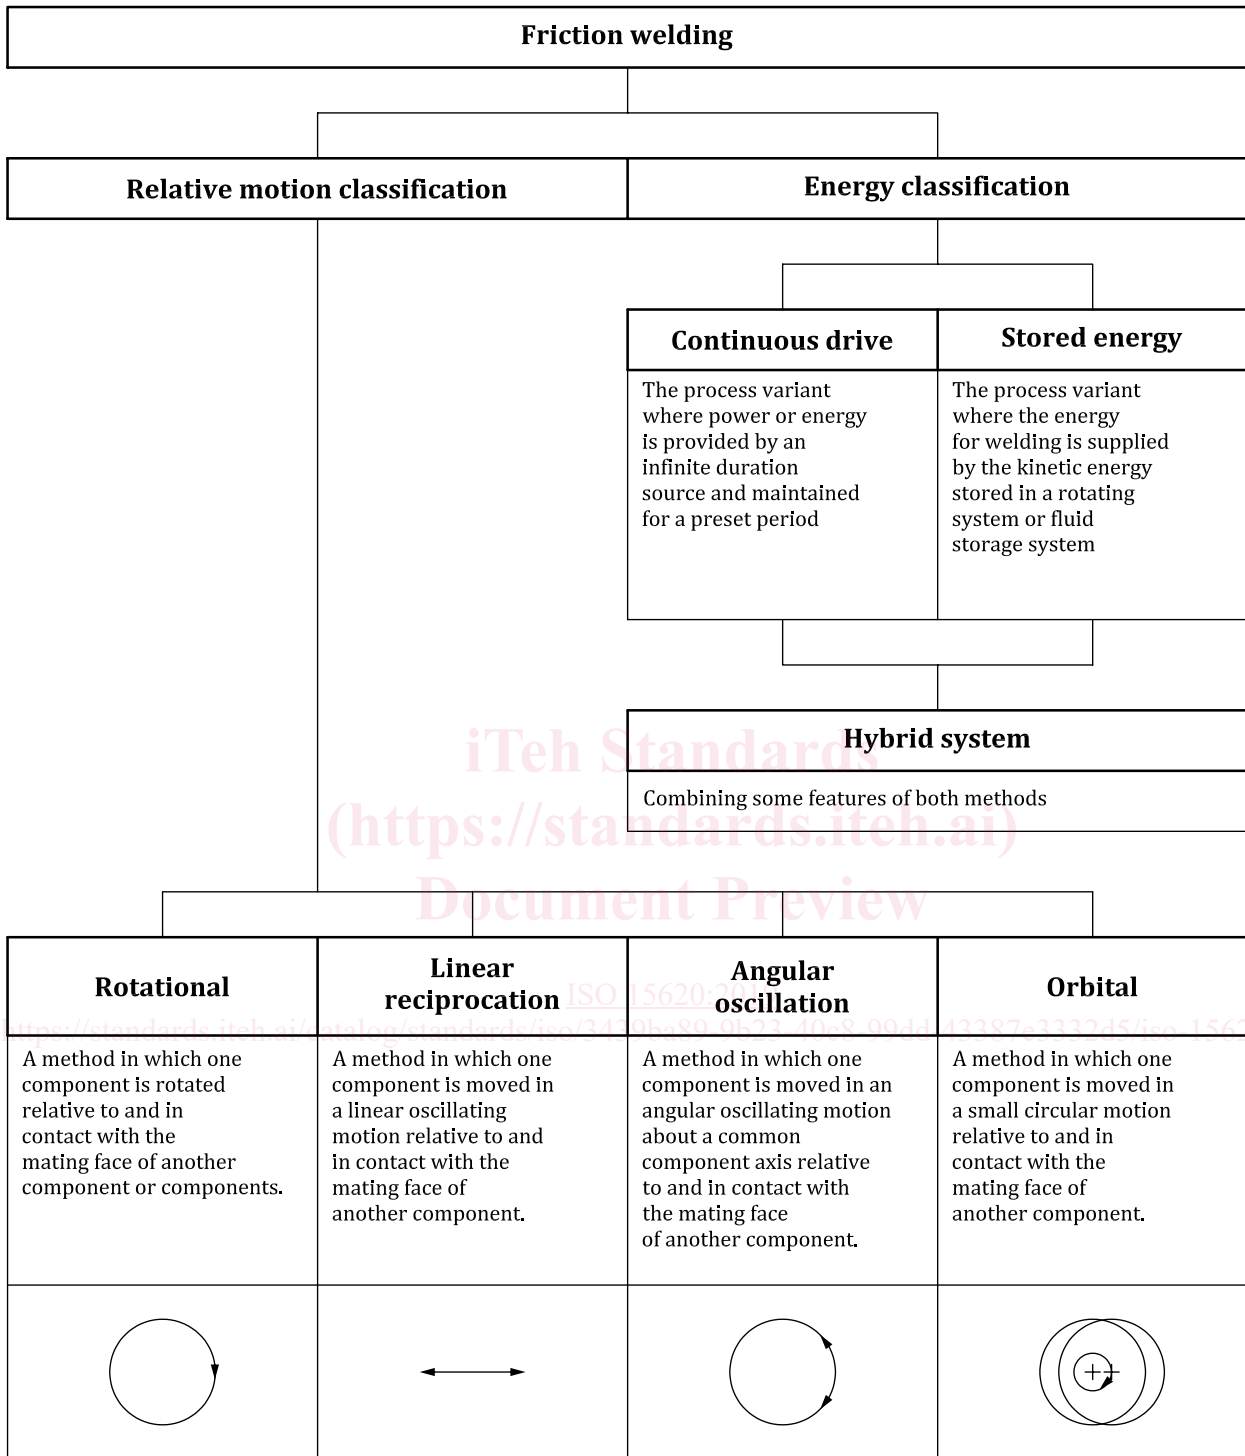 Friction welding
Relative motion classification
Energy classification
Continuous drive
Stored energy
The process variant
where power or energy
is provided by an
infinite duration
source and maintained
for a preset period
The process variant
where the energy
for welding is supplied
by the kinetic energy
stored in a rotating
system or fluid
storage system
Hybrid system
Combining some features of both methods
iTeh Standards
(https://standards.iteh.ai)
Document Preview
Rotational
Linear
reciprocation
Angular
oscillation
Orbital
ISO 15620:2019
A method in which one
component is rotated
relative to and in
contact with the
mating face of another
component or components.
A method in which one
component is moved in
a linear oscillating
motion relative to and
in contact with the
mating face of
another component.
A method in which one
component is moved in an
angular oscillating motion
about a common
component axis relative
to and in contact with
the mating face
of another component.
A method in which one
component is moved in
a small circular motion
relative to and in
contact with the
mating face of
another component.